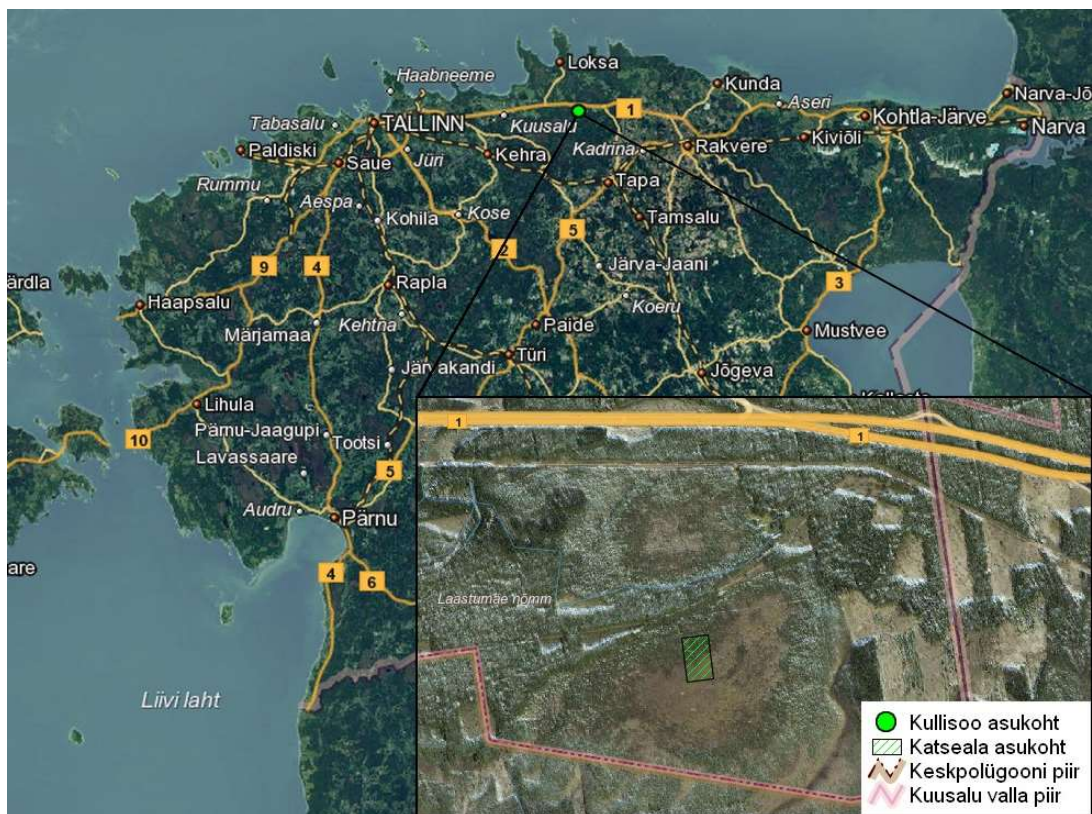 Loksa
Haabneeme
Kunda
Aseri
Narva-Jõ
1
Kohtla-Järve
Tabasalu
TALLINN
Kuusalu
Narva
Kiviõli
Paldiski
Jüri
Kehra
Kadrina
Rakvere
Saue
Tapa
Rummu
Aespa
Kose
Kohila
Tamsalu
5
2
9
4
Järva-Jaani
3
ärdla
Rapla
Koeru
Haapsalu
Kehtna
Märjamaa
Paide
Mustvee
Türi
Järvakandi
Jõgeva
Lihula
10
Pärnu-Jaagupi
Tootsi
Lavassaare
5
Audru
Pärnu
are
4
6
Liivi laht
1
1
Laastumäe nõmm
Kullisoo asukoht
Katseala asukoht
Keskpolügooni piir
Kuusalu valla piir